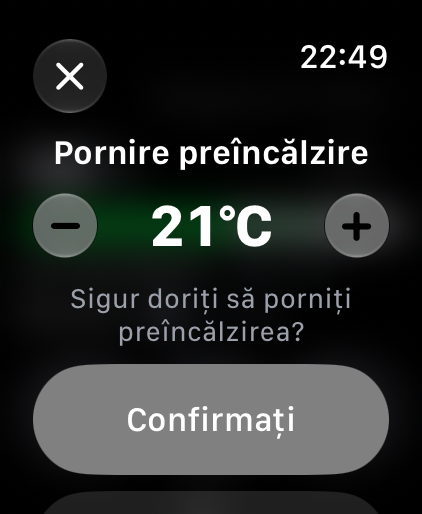 22:49
Pornire preîncălzire
21°C
Sigur doriți să porniți
preîncălzirea?
Confirmați